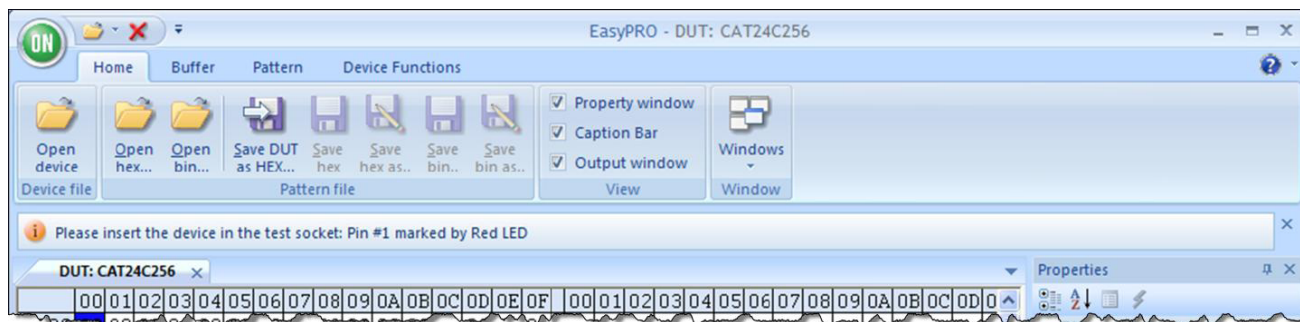 ON
EasyPRO - DUT: CAT24C256
Home Buffer Pattern Device Functions
Open device
Open hex...
Open bin...
Save DUT as HEX...
Save hex
Save hex as..
Save bin..
Save bin as..
Property window
Caption Bar
Output window
Windows
Device file Pattern file View Window
Please insert the device in the test socket: Pin #1 marked by Red LED
DUT: CAT24C256
Properties
00 01 02 03 04 05 06 07 08 09 0A 0B 0C 0D 0E 0F 00 01 02 03 04 05 06 07 08 09 0A 0B 0C 0D 0